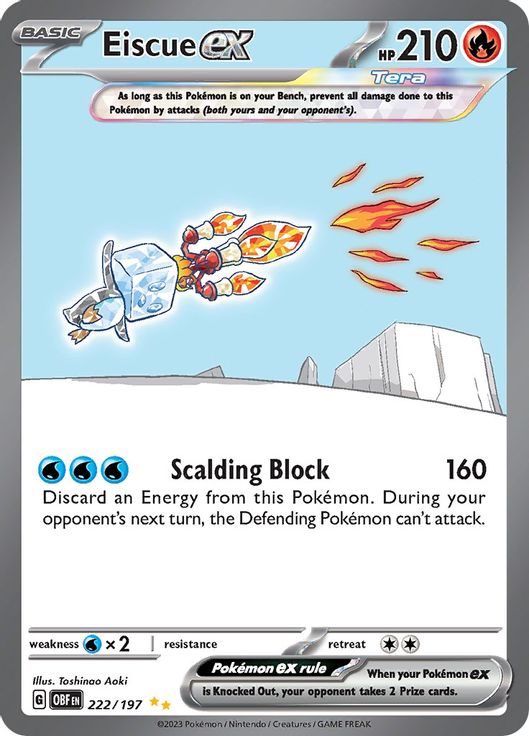 BASIC Eiscue ex HP 210
Tera
As long as this Pokémon is on your Bench, prevent all damage done to this
Pokémon by attacks (both yours and your opponent's).
Scalding Block 160
Discard an Energy from this Pokémon. During your
opponent's next turn, the Defending Pokémon can't attack.
weakness × 2 resistance retreat
Illus. Toshinao Aoki
Pokémon ex rule
When your Pokémon ex
is Knocked Out, your opponent takes 2 Prize cards.
G OBF EN 222/197
©2023 Pokémon / Nintendo / Creatures / GAME FREAK